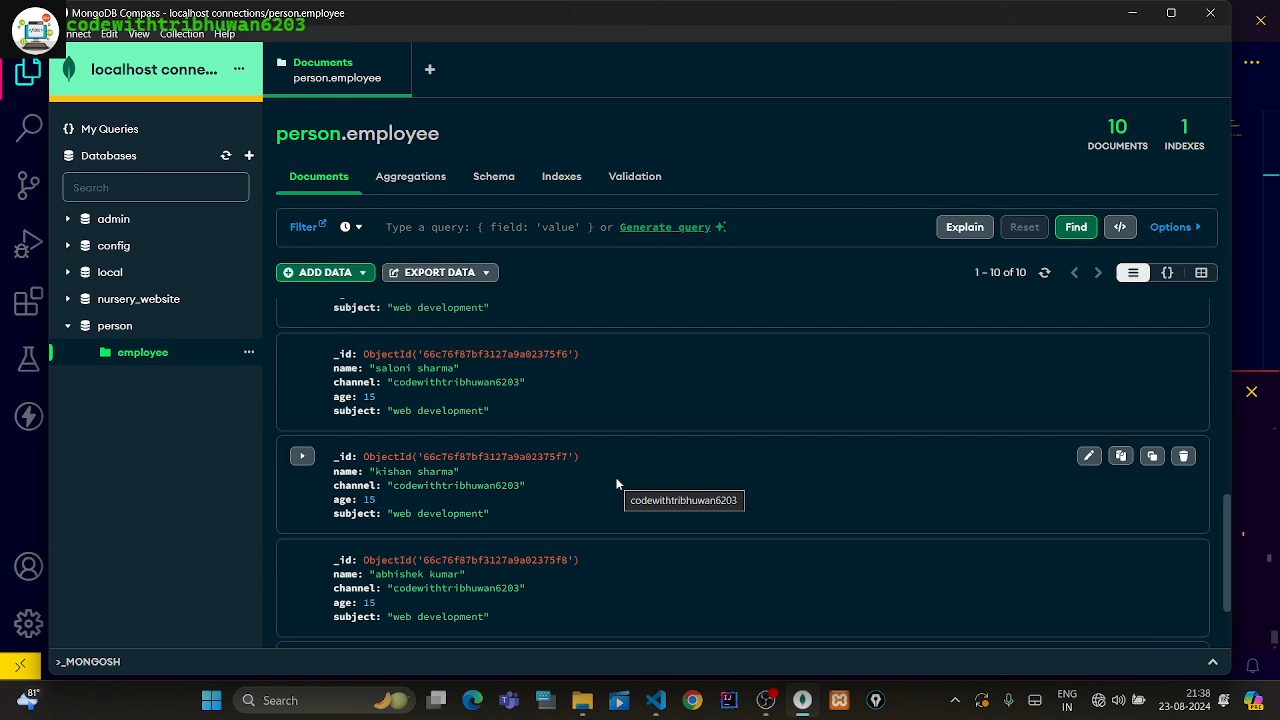 MongoDB Compass - localhost connections/person.employee
codewithtribhuwan6203
nnect Edit View Collection Help
localhost conne...
Documents
person.employee
person.employee
10
DOCUMENTS
1
INDEXES
My Queries
Databases
Search
admin
config
local
nursery_website
person
employee
Documents Aggregations Schema Indexes Validation
Filter Type a query: { field: 'value' } or Generate query Explain Reset Find </> Options
ADD DATA EXPORT DATA 1 – 10 of 10
subject: "web development"
_id: ObjectId('66c76f87bf3127a9a02375f6')
name: "saloni sharma"
channel: "codewithtribhuwan6203"
age: 15
subject: "web development"
_id: ObjectId('66c76f87bf3127a9a02375f7')
name: "kishan sharma"
channel: "codewithtribhuwan6203"
age: 15
subject: "web development"
codewithtribhuwan6203
_id: ObjectId('66c76f87bf3127a9a02375f8')
name: "abhishek kumar"
channel: "codewithtribhuwan6203"
age: 15
subject: "web development"
>_MONGOSH
81°
Search
ENG
IN
21:38
23-08-2024